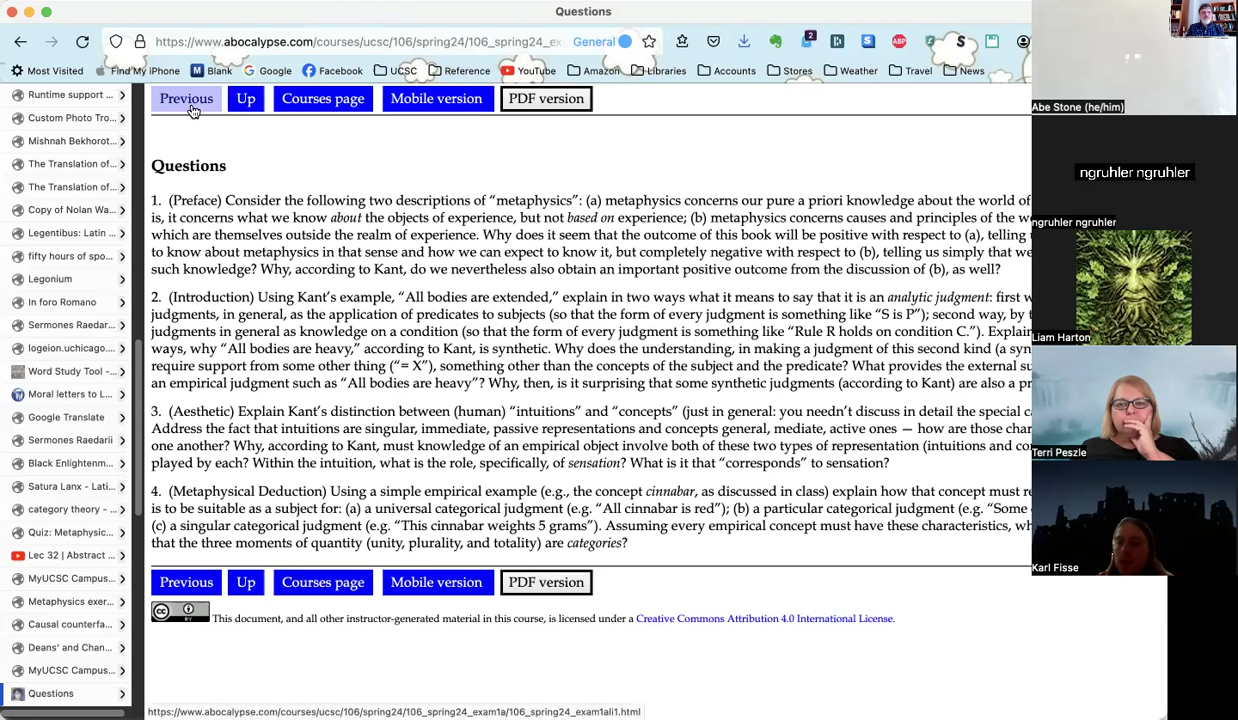 Questions
https://www.abocalypse.com/courses/ucsc/106/spring24/106_spring24_ex
General
2
ABP
S
Most Visited
Find My iPhone
Blank
Google
Facebook
UCSC
Reference
YouTube
Amazon
Libraries
Accounts
Stores
Weather
Travel
News
Runtime support ...
Custom Photo Tro...
Mishnah Bekhorot...
The Translation of...
The Translation of...
Copy of Nolan Wa...
Legentibus: Latin ...
fifty hours of spo...
Legonium
In foro Romano
Sermones Raedar...
logeion.uchicago....
Word Study Tool -...
Moral letters to L...
Google Translate
Sermones Raedarii
Black Enlightenm...
Satura Lanx - Lati...
category theory - ...
Quiz: Metaphysic...
Lec 32 | Abstract ...
MyUCSC Campus...
Metaphysics exer...
Causal counterfa...
Deans' and Chan...
MyUCSC Campus...
Questions
Previous
Up
Courses page
Mobile version
PDF version
Questions
1. (Preface) Consider the following two descriptions of “metaphysics”: (a) metaphysics concerns our pure a priori knowledge about the world of
is, it concerns what we know about the objects of experience, but not based on experience; (b) metaphysics concerns causes and principles of the w
which are themselves outside the realm of experience. Why does it seem that the outcome of this book will be positive with respect to (a), telling
to know about metaphysics in that sense and how we can expect to know it, but completely negative with respect to (b), telling us simply that we
such knowledge? Why, according to Kant, do we nevertheless also obtain an important positive outcome from the discussion of (b), as well?
2. (Introduction) Using Kant’s example, “All bodies are extended,” explain in two ways what it means to say that it is an analytic judgment: first
judgments, in general, as the application of predicates to subjects (so that the form of every judgment is something like “S is P”); second way, by
judgments in general as knowledge on a condition (so that the form of every judgment is something like “Rule R holds on condition C.”). Explain
ways, why “All bodies are heavy,” according to Kant, is synthetic. Why does the understanding, in making a judgment of this second kind (a syn
require support from some other thing (“= X”), something other than the concepts of the subject and the predicate? What provides the external su
an empirical judgment such as “All bodies are heavy”? Why, then, is it surprising that some synthetic judgments (according to Kant) are also a pr
3. (Aesthetic) Explain Kant’s distinction between (human) “intuitions” and “concepts” (just in general: you needn’t discuss in detail the special ca
Address the fact that intuitions are singular, immediate, passive representations and concepts general, mediate, active ones — how are those char
one another? Why, according to Kant, must knowledge of an empirical object involve both of these two types of representation (intuitions and con
played by each? Within the intuition, what is the role, specifically, of sensation? What is it that “corresponds” to sensation?
4. (Metaphysical Deduction) Using a simple empirical example (e.g., the concept cinnabar, as discussed in class) explain how that concept must re
is to be suitable as a subject for: (a) a universal categorical judgment (e.g. “All cinnabar is red”); (b) a particular categorical judgment (e.g. “Some
(c) a singular categorical judgment (e.g. “This cinnabar weights 5 grams”). Assuming every empirical concept must have these characteristics, wh
that the three moments of quantity (unity, plurality, and totality) are categories?
Previous
Up
Courses page
Mobile version
PDF version
cc
BY
This document, and all other instructor-generated material in this course, is licensed under a Creative Commons Attribution 4.0 International License.
https://www.abocalypse.com/courses/ucsc/106/spring24/106_spring24_exam1a/106_spring24_exam1ali1.html
Abe Stone (he/him)
ngruhler ngruhler
ngruhler ngruhler
Liam Harton
Terri Peszle
Karl Fisse